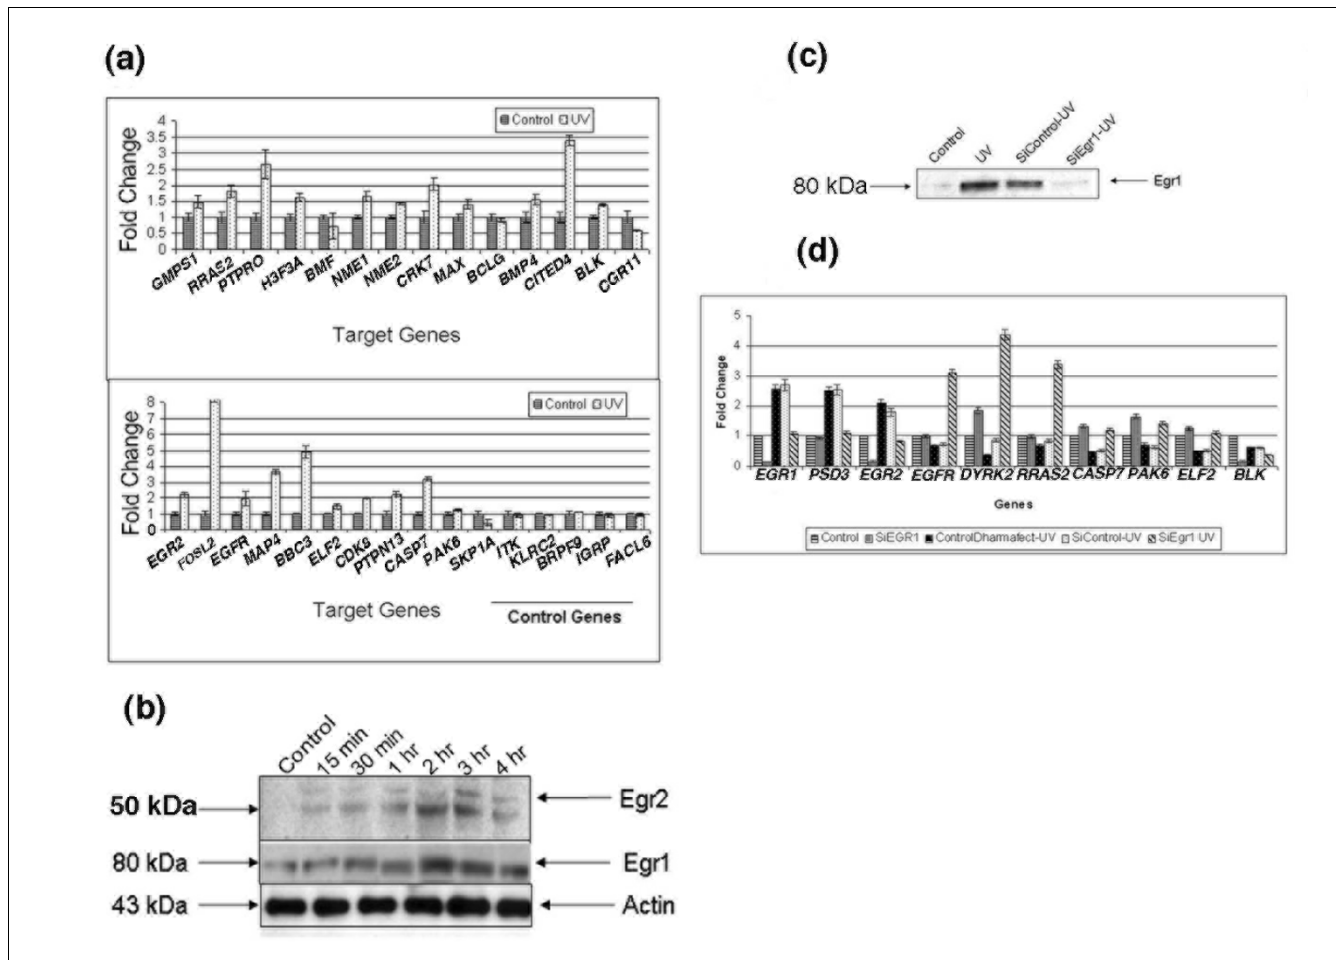 (a)
Control UV
Fold Change
4
3.5
3
2.5
2
1.5
1
0.5
0
GMPS1 RRAS2 PTPRO H3F3A BMF NME1 NME2 CRK7 MAX BCLG BMP4 CITED4 BLK CGR11
Target Genes
Control UV
Fold Change
8
7
6
5
4
3
2
1
0
EGR2 FOSL2 EGFR MAP4 BBC3 ELF2 CDK9 PTPN13 CASP7 PAK6 SKP1A ITK KLRC2 BRPF9 IGRP FACL6
Target Genes
Control Genes
(b)
Control 15 min 30 min 1 hr 2 hr 3 hr 4 hr
50 kDa Egr2
80 kDa Egr1
43 kDa Actin
(c)
Control UV SiControl-UV SiEgr1-UV
80 kDa Egr1
(d)
Fold Change
5
4
3
2
1
0
EGR1 PSD3 EGR2 EGFR DYRK2 RRAS2 CASP7 PAK6 ELF2 BLK
Genes
Control SiEGR1 ControlDharmafect-UV SiControl-UV SiEgr1 UV